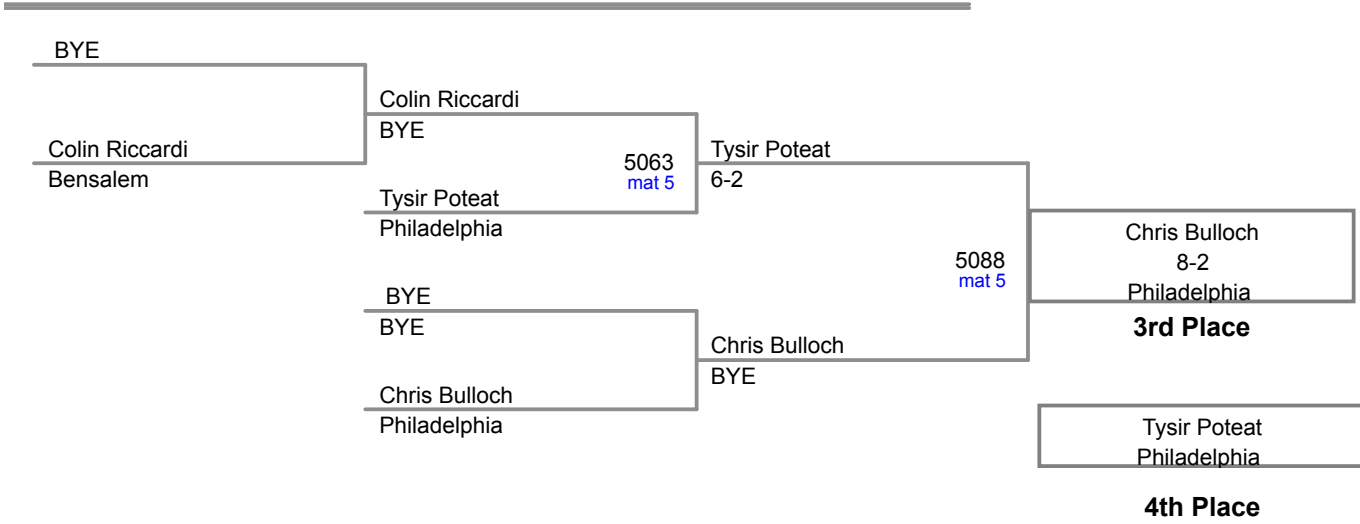 BYE
Colin Riccardi
Bensalem
Colin Riccardi
BYE
5063
mat 5
Tysir Poteat
Philadelphia
BYE
BYE
Chris Bulloch
Philadelphia
Tysir Poteat
6-2
5088
mat 5
Chris Bulloch
BYE
Chris Bulloch
8-2
Philadelphia
3rd Place
Tysir Poteat
Philadelphia
4th Place